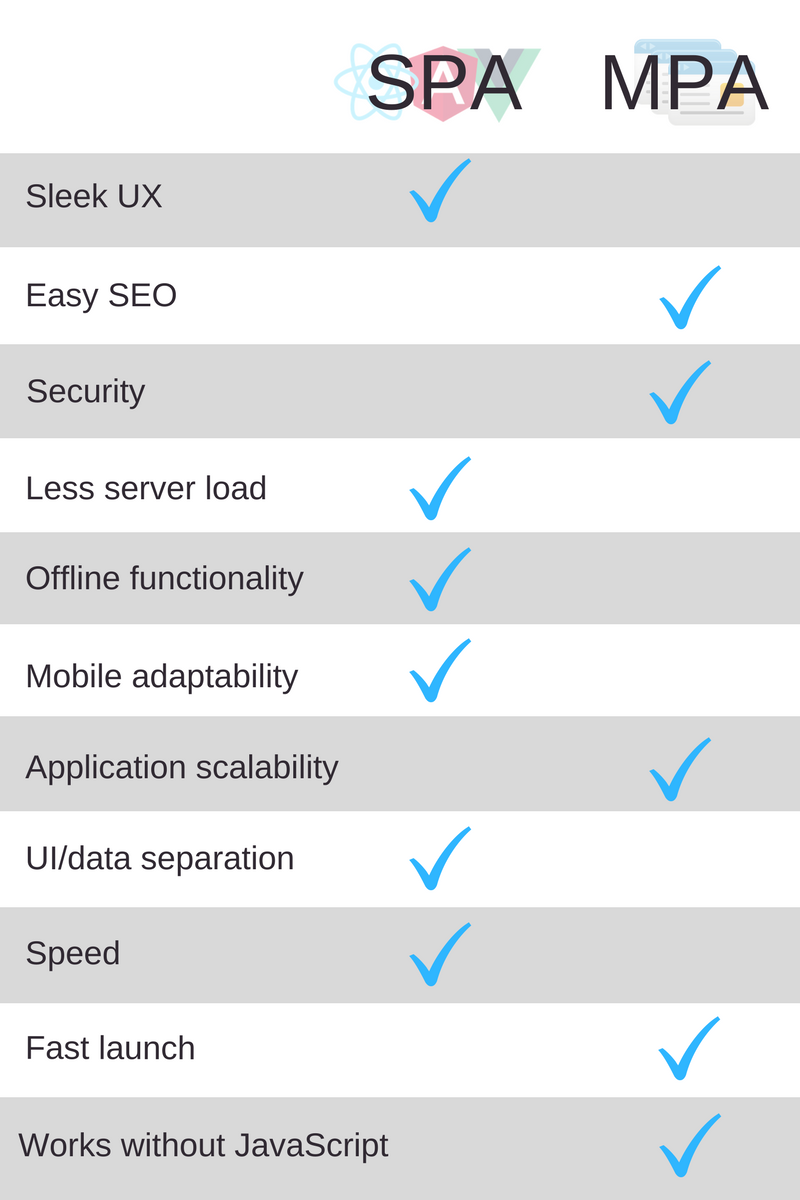 SPA MPA
Sleek UX
Easy SEO
Security
Less server load
Offline functionality
Mobile adaptability
Application scalability
UI/data separation
Speed
Fast launch
Works without JavaScript